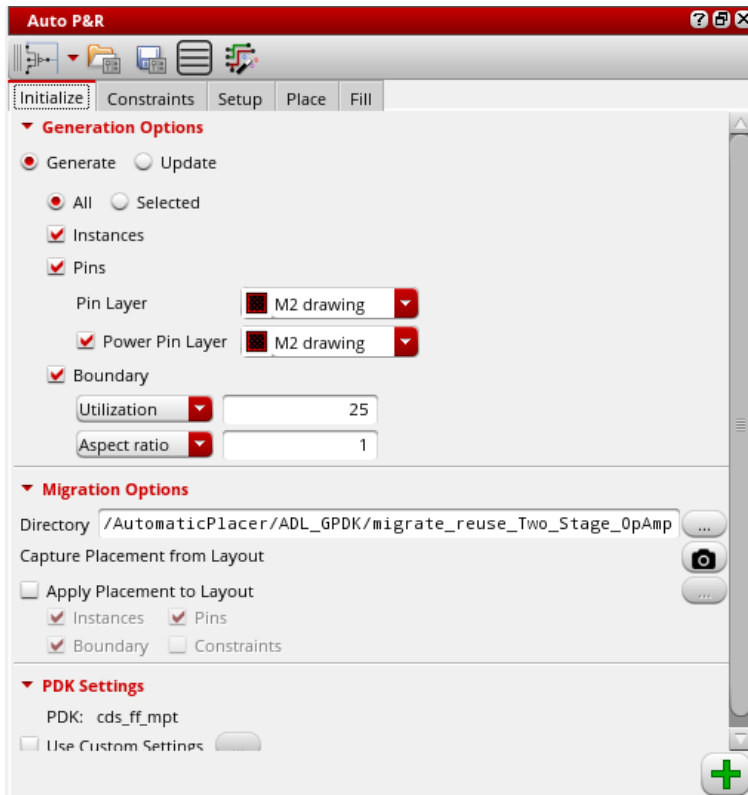 Auto P&R
Initialize Constraints Setup Place Fill
Generation Options
Generate Update
All Selected
Instances
Pins
Pin Layer M2 drawing
Power Pin Layer M2 drawing
Boundary
Utilization 25
Aspect ratio 1
Migration Options
Directory /AutomaticPlacer/ADL_GPDK/migrate_reuse_Two_Stage_OpAmp ...
Capture Placement from Layout
Apply Placement to Layout ...
Instances Pins
Boundary Constraints
PDK Settings
PDK: cds_ff_mpt
Use Custom Settings ...